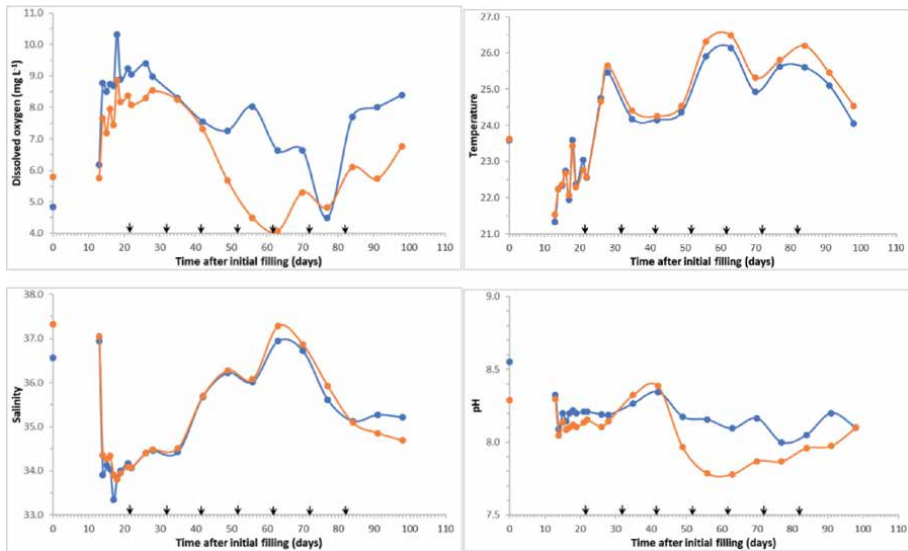 Dissolved oxygen (mg L⁻¹)
11.0
10.0
9.0
8.0
7.0
6.0
5.0
4.0
0 10 20 30 40 50 60 70 80 90 100 110
Time after initial filling (days)
Temperature
27.0
26.0
25.0
24.0
23.0
22.0
21.0
0 10 20 30 40 50 60 70 80 90 100 110
Time after initial filling (days)
Salinity
38.0
37.0
36.0
35.0
34.0
33.0
0 10 20 30 40 50 60 70 80 90 100 110
Time after initial filling (days)
pH
9.0
8.5
8.0
7.5
0 10 20 30 40 50 60 70 80 90 100 110
Time after initial filling (days)